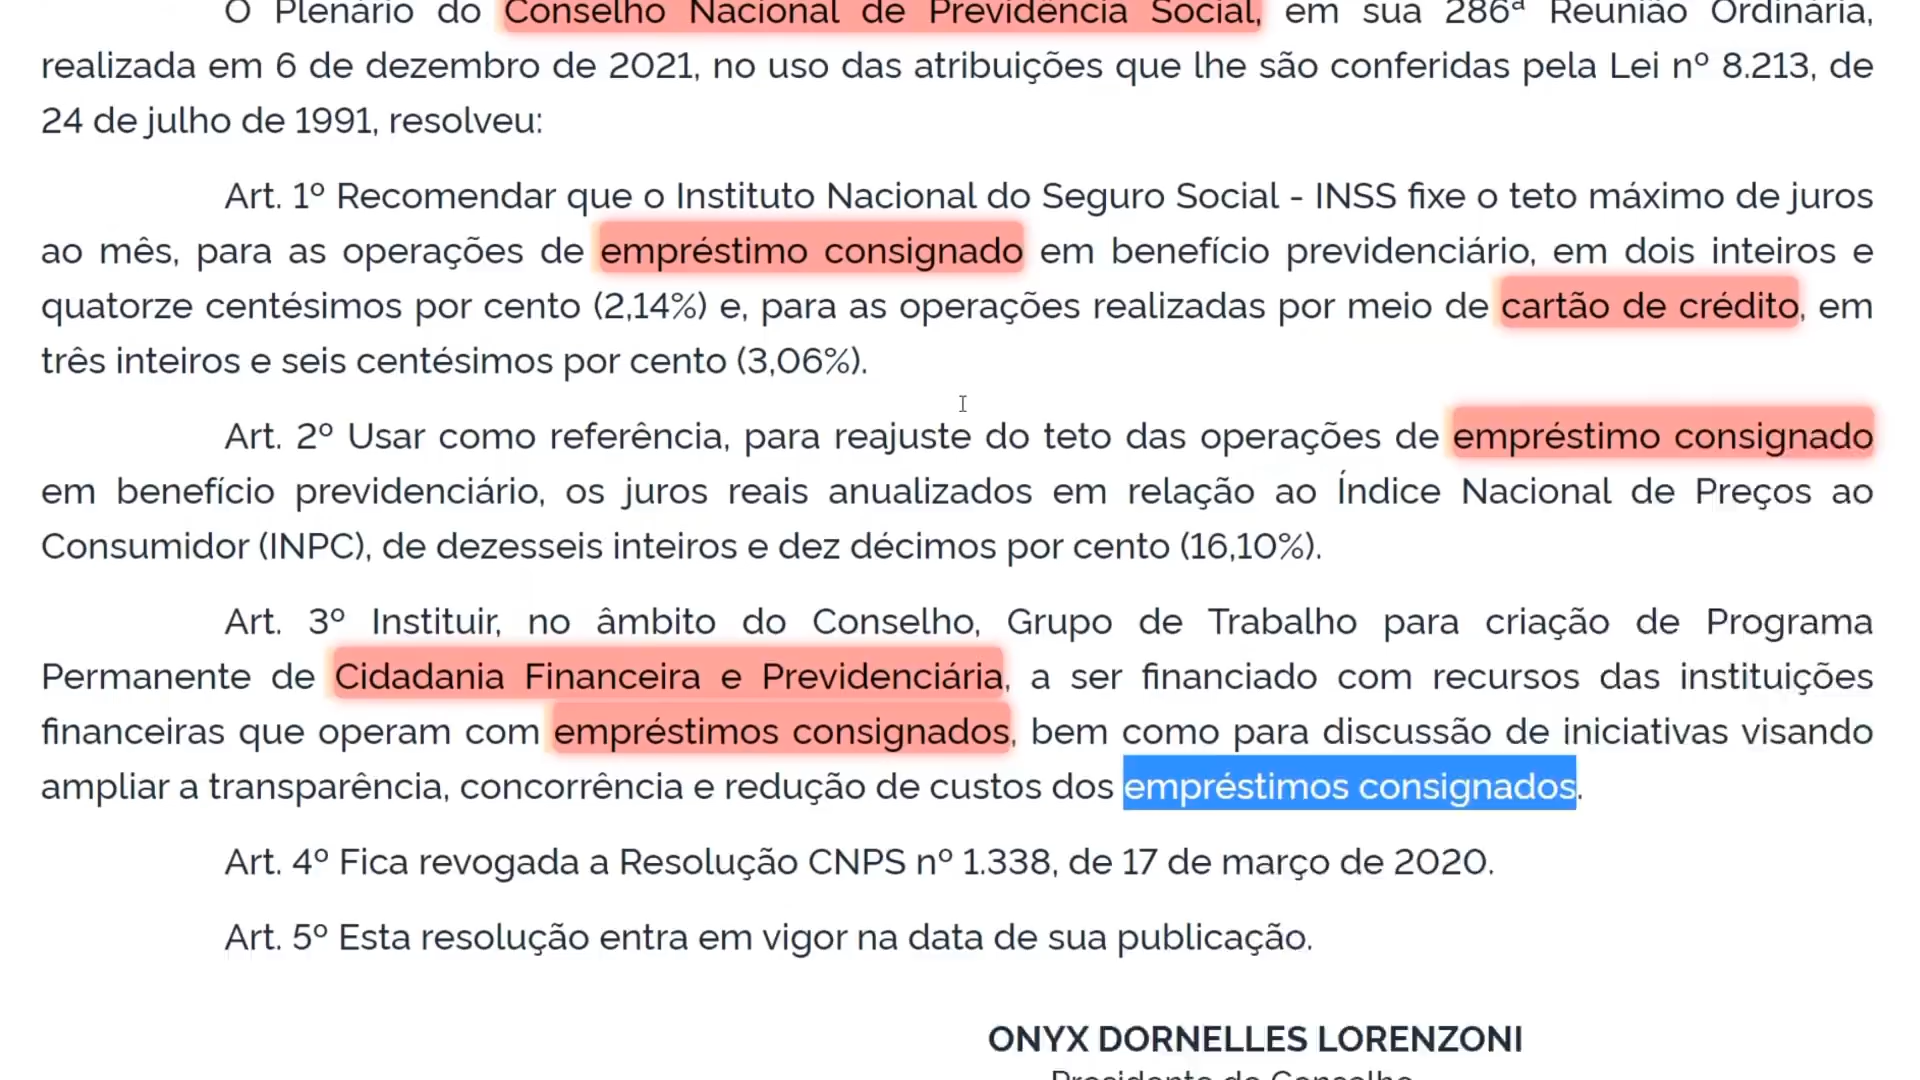 O Plenário do Conselho Nacional de Previdência Social, em sua 286ª Reunião Ordinária,
realizada em 6 de dezembro de 2021, no uso das atribuições que lhe são conferidas pela Lei nº 8.213, de
24 de julho de 1991, resolveu:
Art. 1º Recomendar que o Instituto Nacional do Seguro Social - INSS fixe o teto máximo de juros
ao mês, para as operações de empréstimo consignado em benefício previdenciário, em dois inteiros e
quatorze centésimos por cento (2,14%) e, para as operações realizadas por meio de cartão de crédito, em
três inteiros e seis centésimos por cento (3,06%).
Art. 2º Usar como referência, para reajuste do teto das operações de empréstimo consignado
em benefício previdenciário, os juros reais anualizados em relação ao Índice Nacional de Preços ao
Consumidor (INPC), de dezesseis inteiros e dez décimos por cento (16,10%).
Art. 3º Instituir, no âmbito do Conselho, Grupo de Trabalho para criação de Programa
Permanente de Cidadania Financeira e Previdenciária, a ser financiado com recursos das instituições
financeiras que operam com empréstimos consignados, bem como para discussão de iniciativas visando
ampliar a transparência, concorrência e redução de custos dos empréstimos consignados.
Art. 4º Fica revogada a Resolução CNPS nº 1.338, de 17 de março de 2020.
Art. 5º Esta resolução entra em vigor na data de sua publicação.
ONYX DORNELLES LORENZONI
Presidente do Conselho